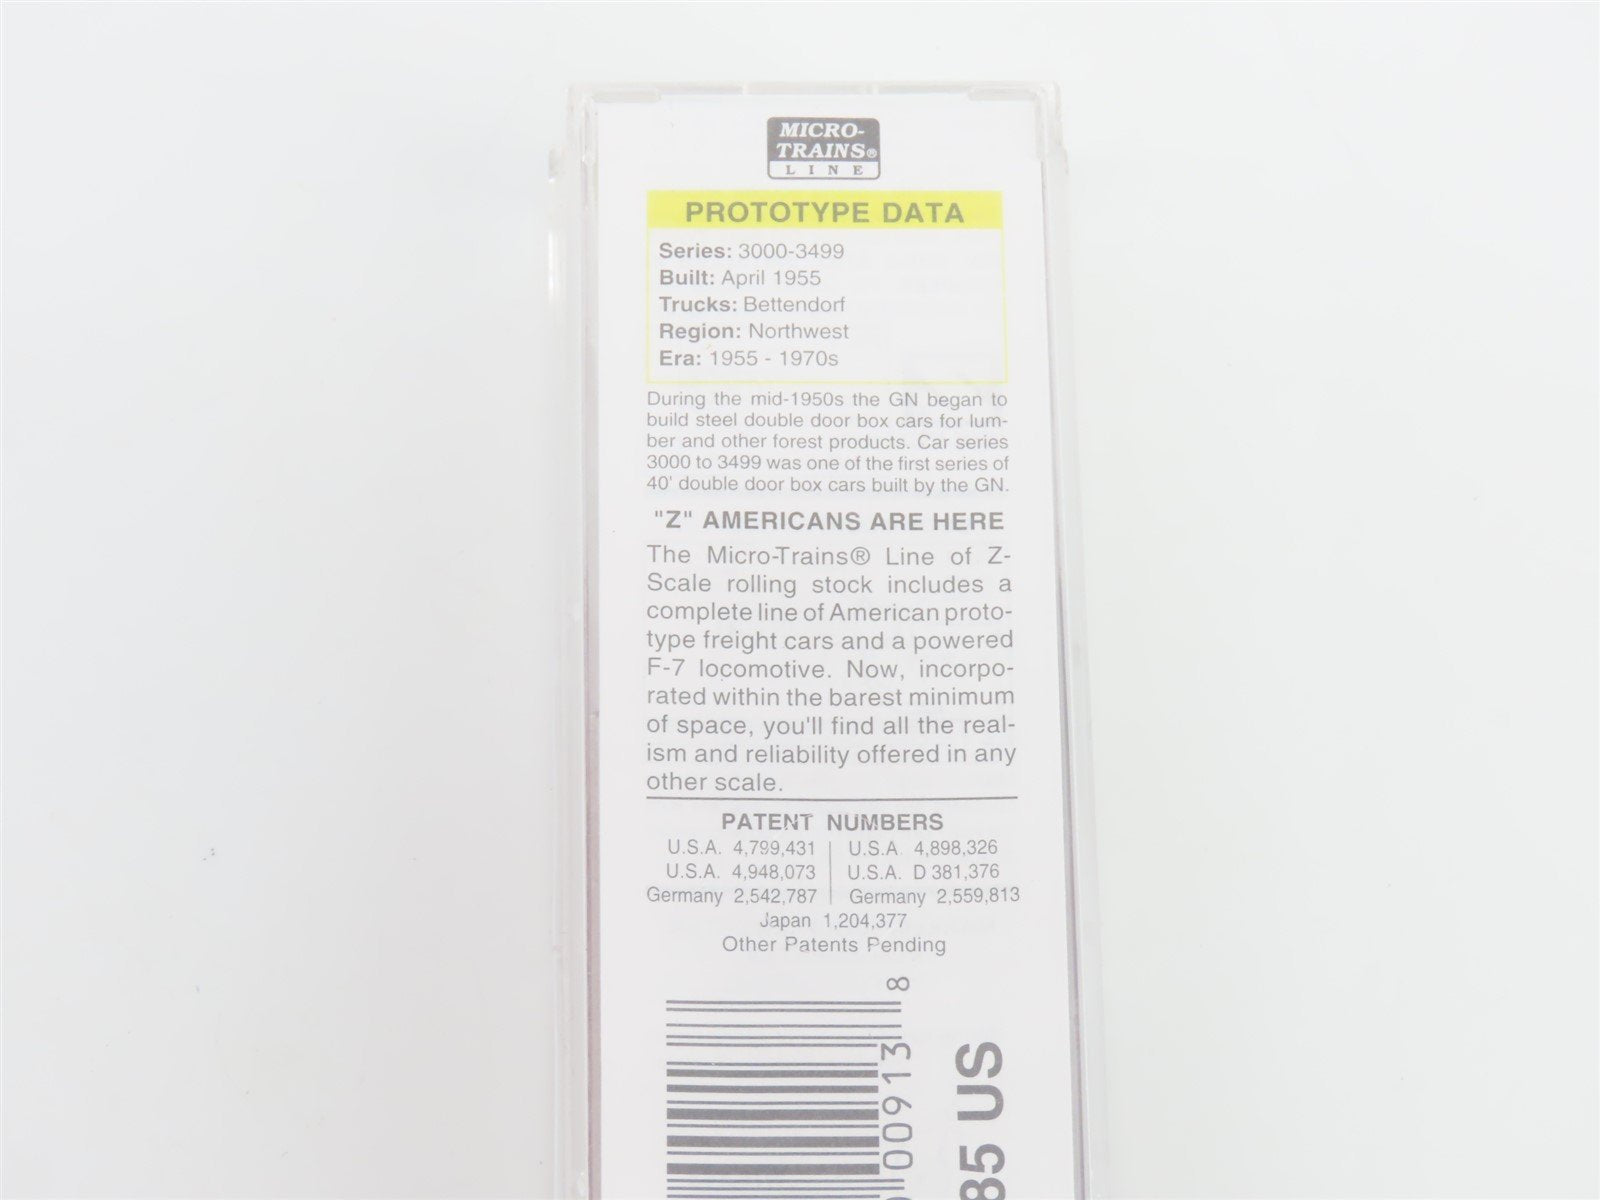 MICRO-
TRAINS®
LINE
PROTOTYPE DATA
Series: 3000-3499
Built: April 1955
Trucks: Bettendorf
Region: Northwest
Era: 1955 - 1970s
During the mid-1950s the GN began to
build steel double door box cars for lum-
ber and other forest products. Car series
3000 to 3499 was one of the first series of
40' double door box cars built by the GN.
"Z" AMERICANS ARE HERE
The Micro-Trains® Line of Z-
Scale rolling stock includes a
complete line of American proto-
type freight cars and a powered
F-7 locomotive. Now, incorpo-
rated within the barest minimum
of space, you'll find all the real-
ism and reliability offered in any
other scale.
PATENT NUMBERS
U.S.A. 4,799,431 | U.S.A. 4,898,326
U.S.A. 4,948,073 | U.S.A. D 381,376
Germany 2,542,787 | Germany 2,559,813
Japan 1,204,377
Other Patents Pending
00913 8
85 US